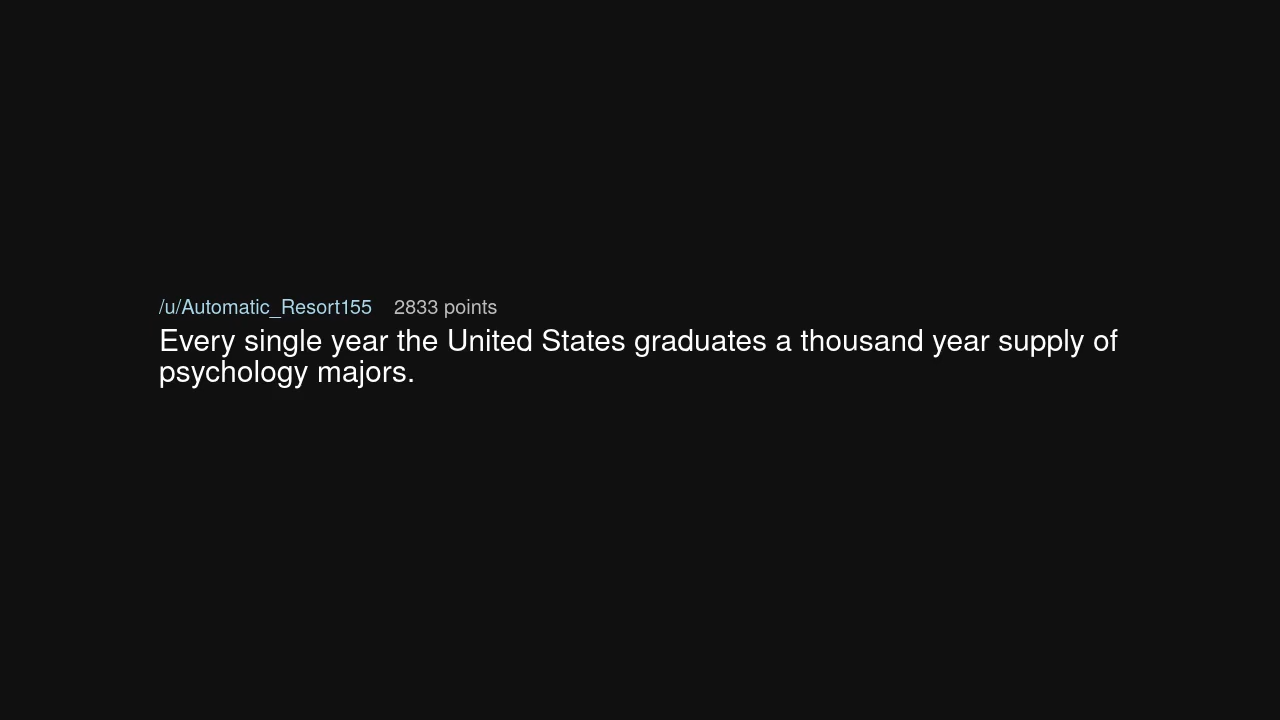 /u/Automatic_Resort155 2833 points
Every single year the United States graduates a thousand year supply of
psychology majors.